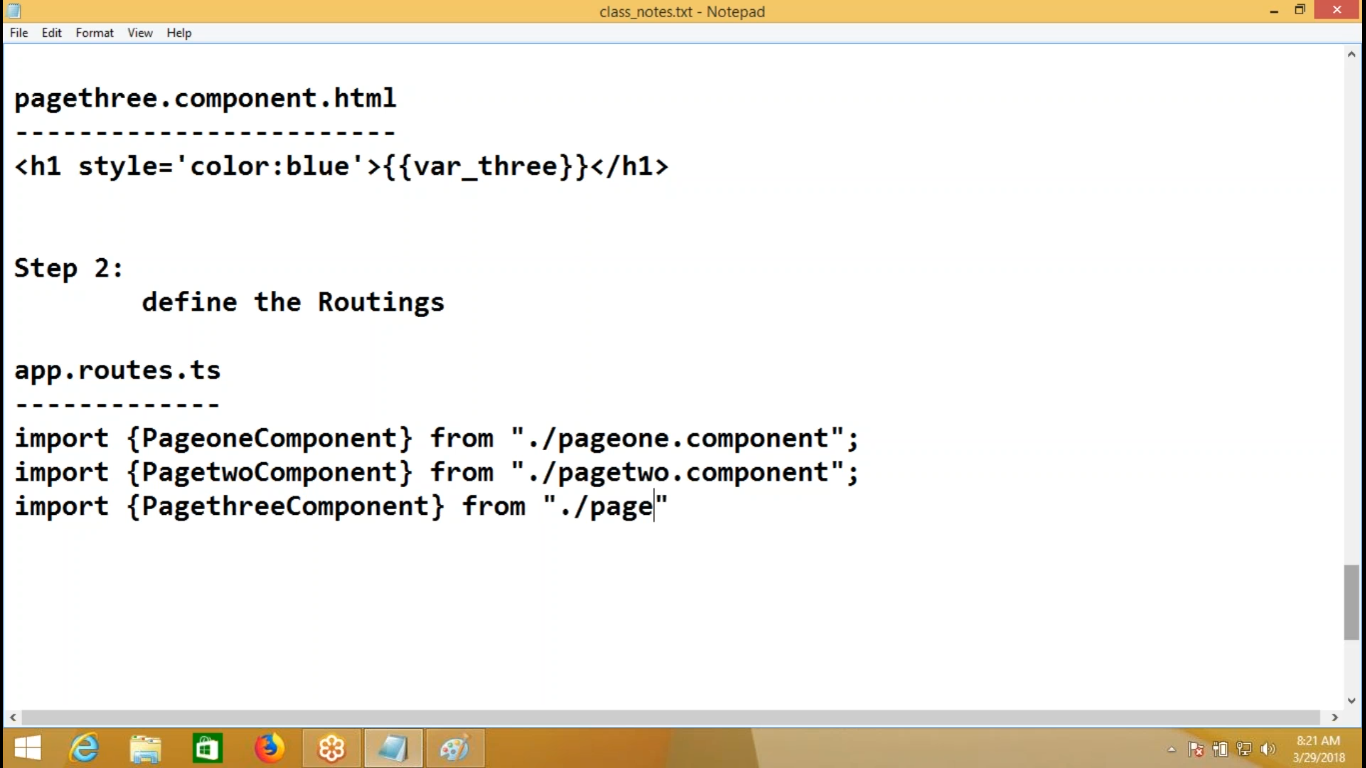 class_notes.txt - Notepad
File Edit Format View Help
pagethree.component.html
------------------------
<h1 style='color:blue'>{{var_three}}</h1>
Step 2:
define the Routings
app.routes.ts
-------------
import {PageoneComponent} from "./pageone.component";
import {PagetwoComponent} from "./pagetwo.component";
import {PagethreeComponent} from "./page"
8:21 AM
3/29/2018